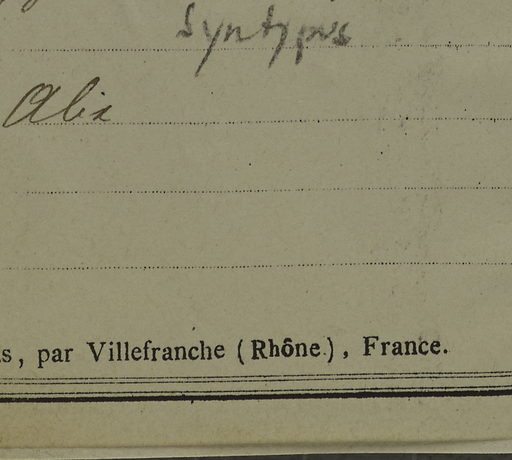 Syntypus
Alix
s, par Villefranche (Rhône.), France.